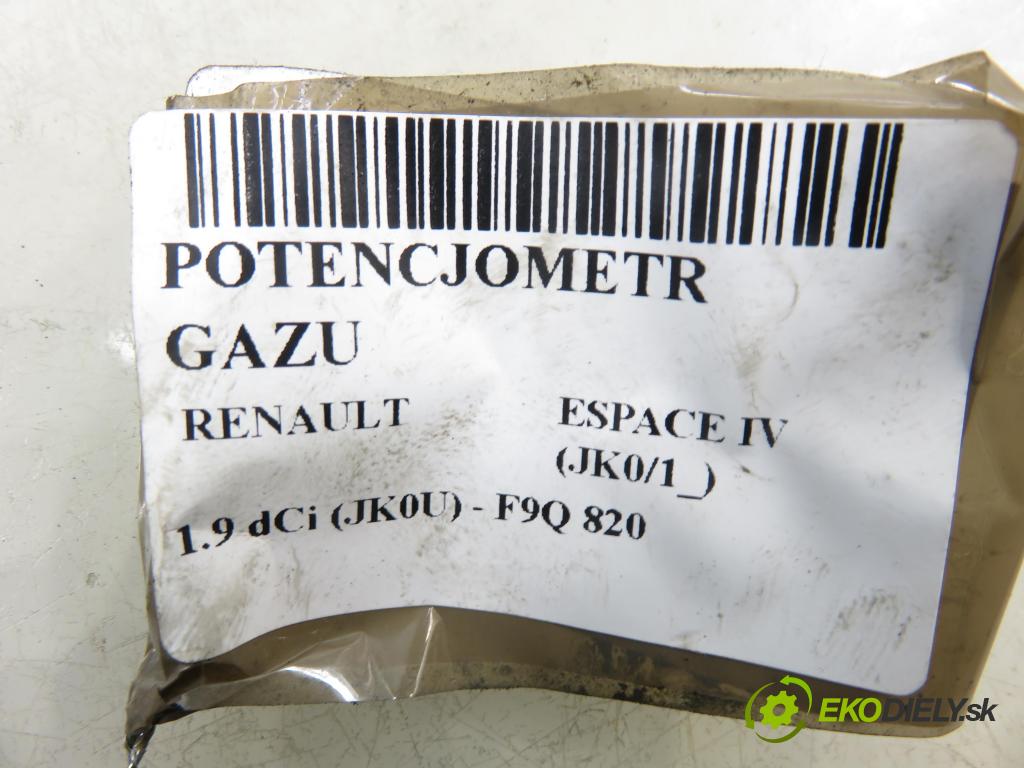 POTENCJOMETR
GAZU
RENAULT ESPACE IV
(JK0/1_)
1.9 dCi (JK0U) - F9Q 820
EKODIELY.sk